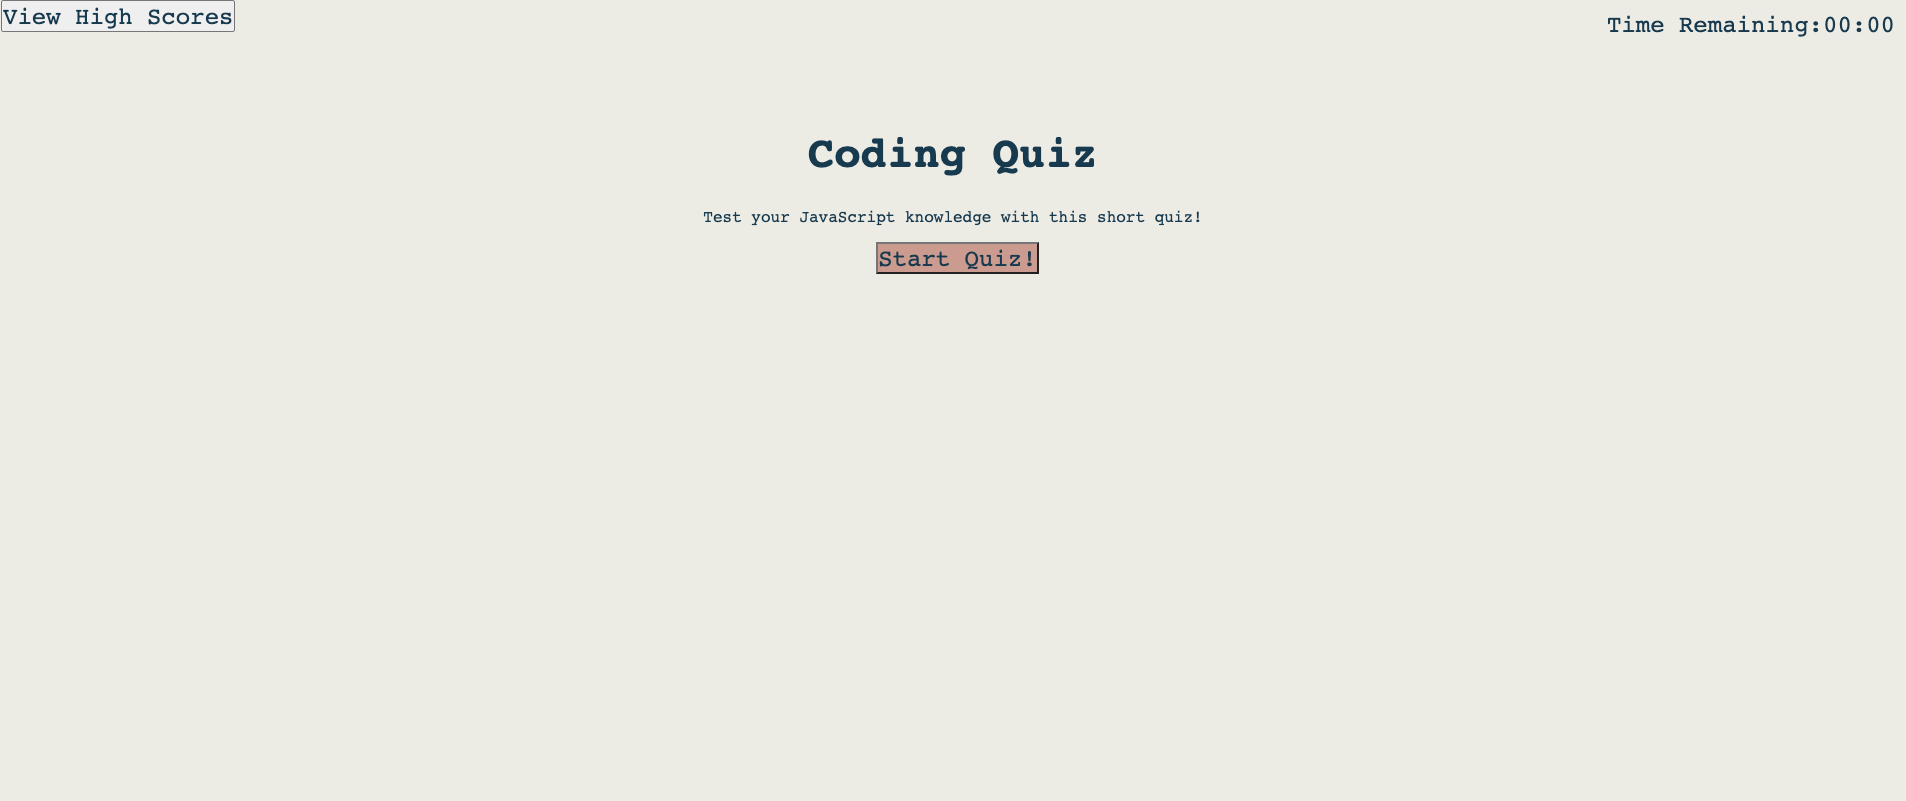 View High Scores
Time Remaining:00:00
Coding Quiz
Test your JavaScript knowledge with this short quiz!
Start Quiz!